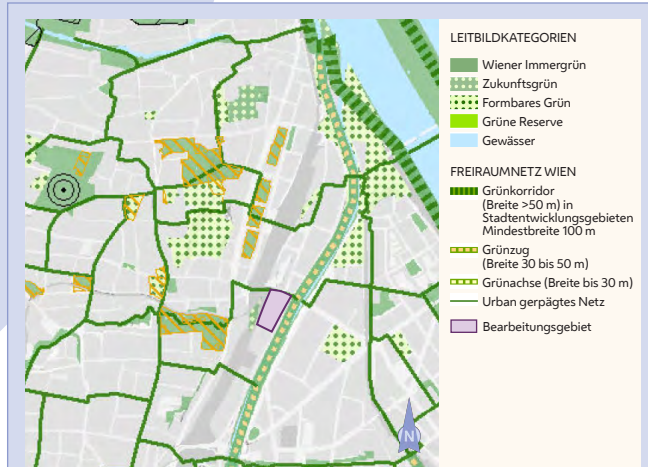 LEITBILDKATEGORIEN
Wiener Immergrün
Zukunftsgrün
Formbares Grün
Grüne Reserve
Gewässer
FREIRAUMNETZ WIEN
Grünkorridor
(Breite >50 m) in
Stadtentwicklungsgebieten
Mindestbreite 100 m
Grünzug
(Breite 30 bis 50 m)
Grünachse (Breite bis 30 m)
Urban gerpägtes Netz
Bearbeitungsgebiet
N